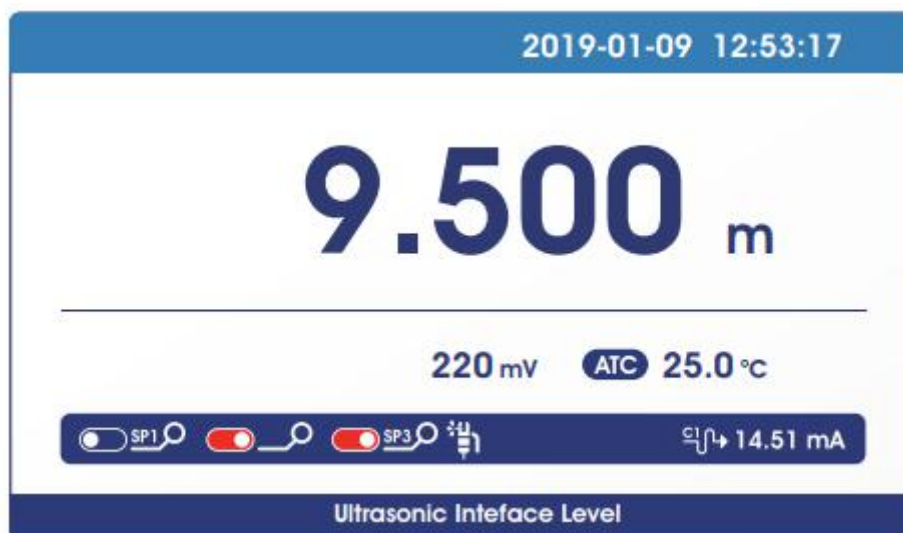 2019-01-09 12:53:17
9.500 m
220 mV ATC 25.0 °C
SP1 SP3 C1 14.51 mA
Ultrasonic Inteface Level